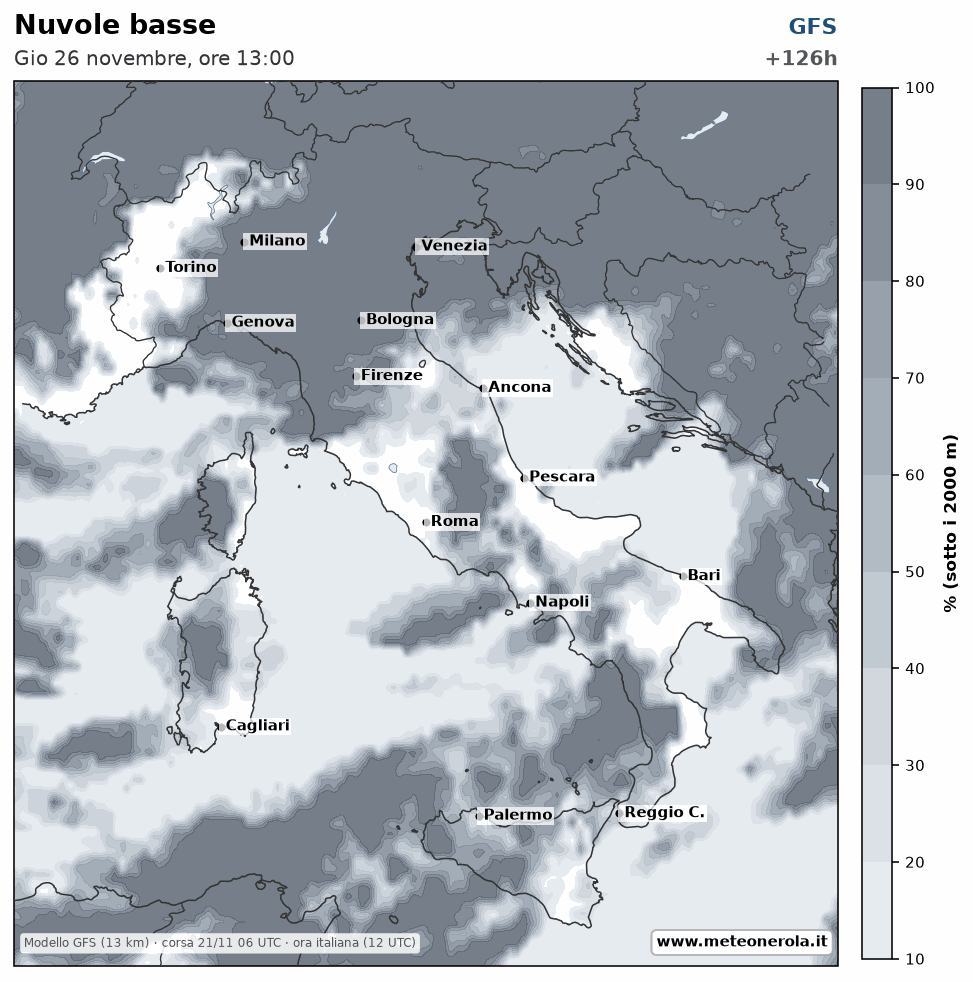 Nuvole basse
GFS
Gio 26 novembre, ore 13:00
+126h
100
90
80
70
60
50
40
30
20
10
% (sotto i 2000 m)
Milano
Venezia
Torino
Genova
Bologna
Firenze
Ancona
Pescara
Roma
Bari
Napoli
Cagliari
Palermo
Reggio C.
Modello GFS (13 km) · corsa 21/11 06 UTC · ora italiana (12 UTC)
www.meteonerola.it